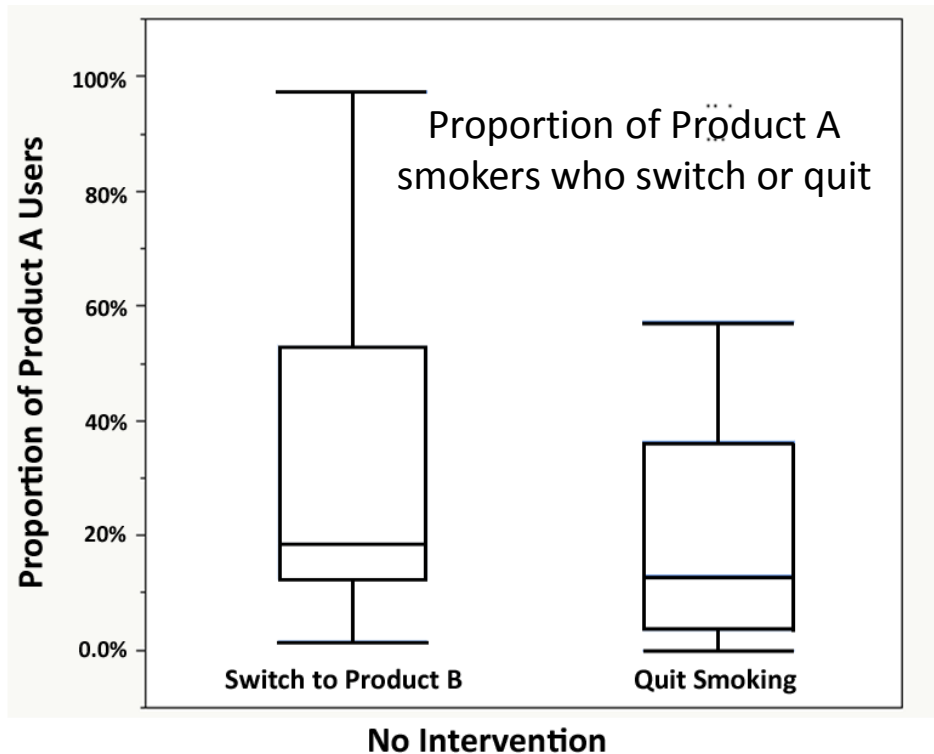 Proportion of Product A
smokers who switch or quit
Proportion of Product A Users
100%
80%
60%
40%
20%
0.0%
Switch to Product B
Quit Smoking
No Intervention